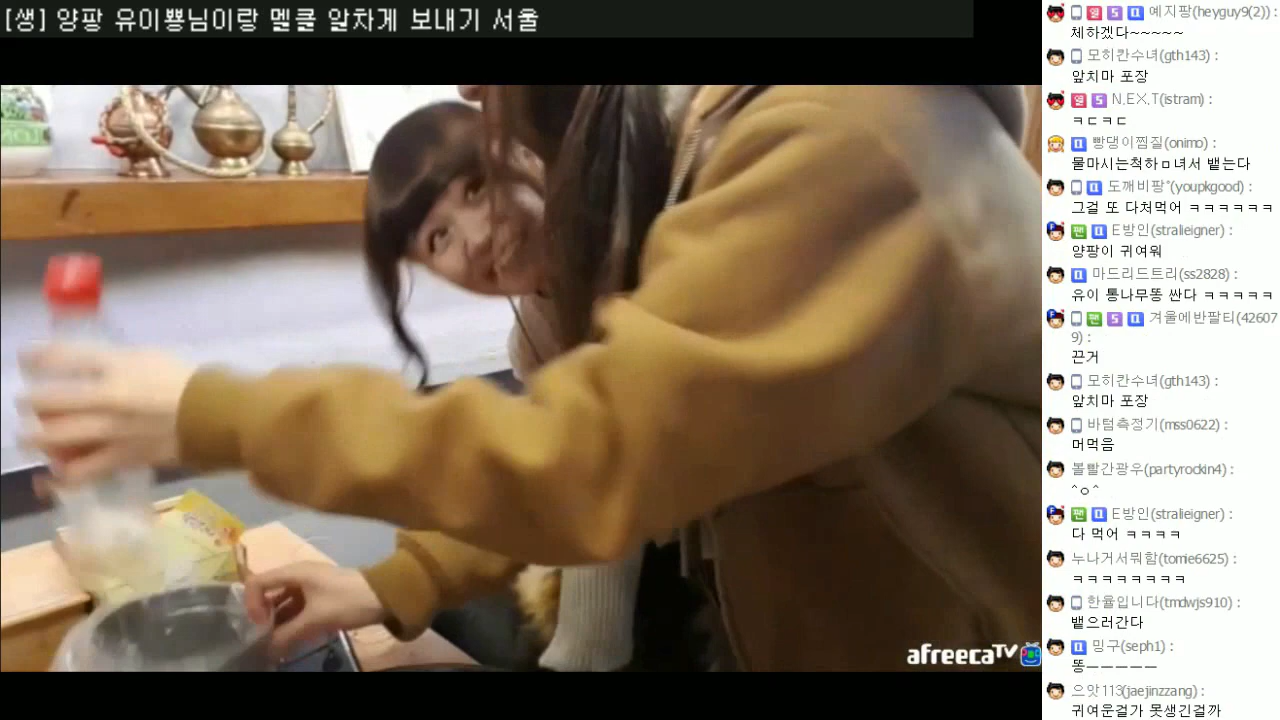 [생] 양팡 유이뿅님이랑 멜클 알차게 보내기 서울
예지팡(heyguy9(2)) :
체하겠다~~~~~
모히칸수녀(gth143) :
앞치마 포장
N.EX.T(istram) :
ㅋㄷㅋㄷ
빵댕이찜질(onimo) :
물마시는척하ㅁ녀서 뱉는다
도깨비팡*(youpkgood) :
그걸 또 다처먹어 ㅋㅋㅋㅋㅋㅋ
E방인(stralieigner) :
양팡이 귀여워
마드리드트리(ss2828) :
유이 통나무똥 싼다 ㅋㅋㅋㅋㅋ
겨울에반팔티(42607
9) :
끈거
모히칸수녀(gth143) :
앞치마 포장
바텀측정기(mss0622) :
머먹음
볼빨간광우(partyrockin4) :
^ㅇ^
E방인(stralieigner) :
다 먹어 ㅋㅋㅋㅋ
누나거서뭐함(tomie6625) :
ㅋㅋㅋㅋㅋㅋㅋㅋ
한율입니다(tmdwjs910) :
뱉으러간다
밍구(seph1) :
똥ㅡㅡㅡㅡㅡ
으앗113(jaejinzzang) :
귀여운걸가 못생긴걸까
afreecaTV